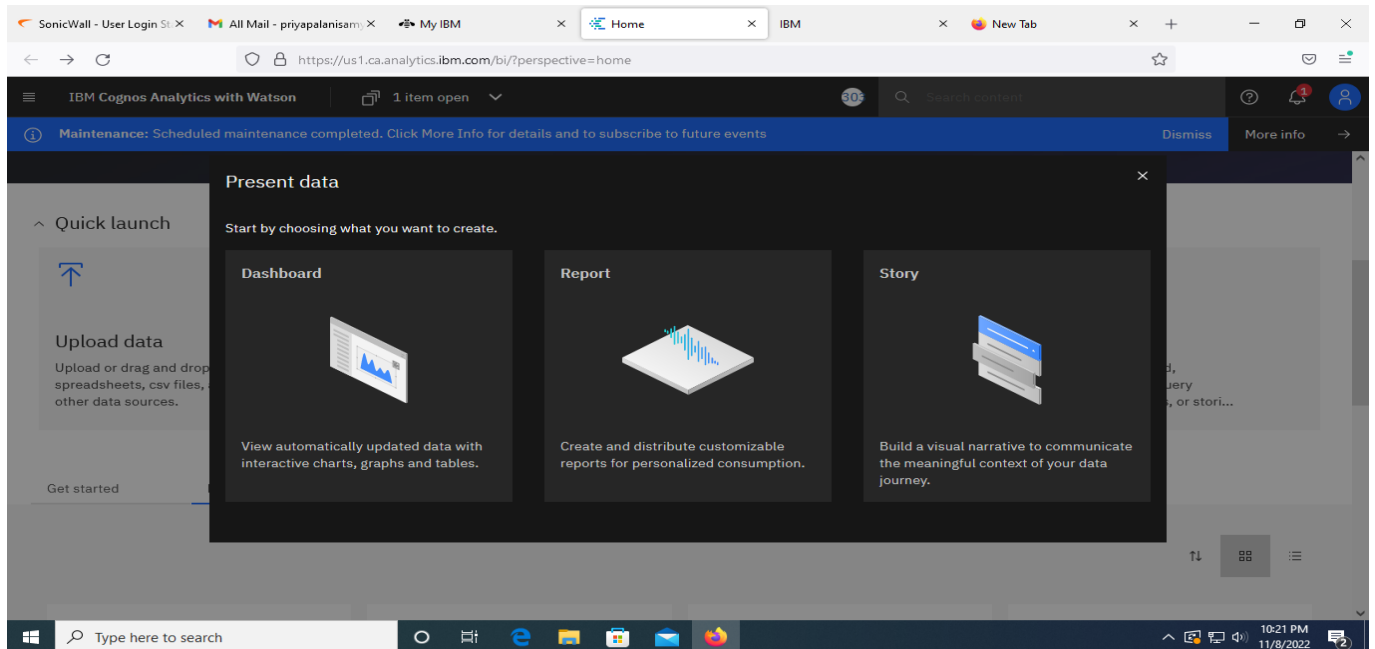 SonicWall - User Login St
All Mail - priyapalanisamy
My IBM
Home
IBM
New Tab
https://us1.ca.analytics.ibm.com/bi/?perspective=home
IBM Cognos Analytics with Watson
1 item open
303
Search content
1
Maintenance: Scheduled maintenance completed. Click More Info for details and to subscribe to future events
Dismiss
More info
Present data
Start by choosing what you want to create.
Quick launch
Upload data
Upload or drag and drop
spreadsheets, csv files,
other data sources.
Dashboard
View automatically updated data with
interactive charts, graphs and tables.
Report
Create and distribute customizable
reports for personalized consumption.
Story
Build a visual narrative to communicate
the meaningful context of your data
journey.
, or stori...
Get started
Type here to search
10:21 PM
11/8/2022
2